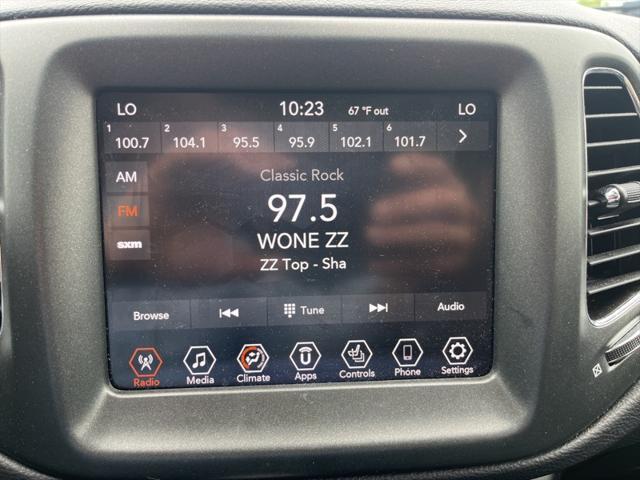 LO 10:23 67 °F out LO
1 100.7 2 104.1 3 95.5 4 95.9 5 102.1 6 101.7
AM
FM
sxm
Classic Rock
97.5
WONE ZZ
ZZ Top - Sha
Browse Tune Audio
Radio Media Climate Apps Controls Phone Settings